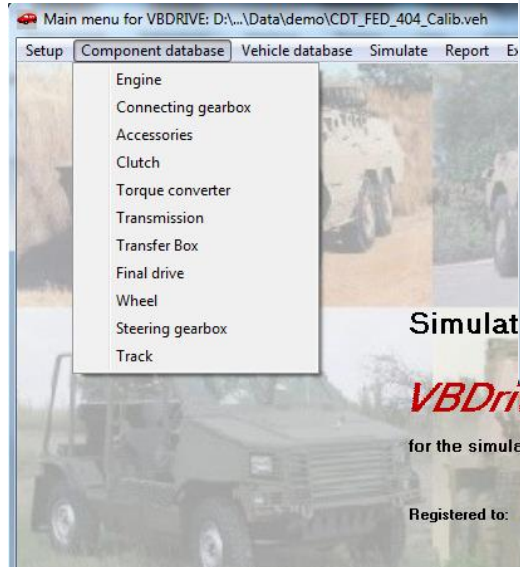 Main menu for VBDRIVE: D:\...\Data\demo\CDT_FED_404_Calib.veh
Setup Component database Vehicle database Simulate Report
Engine
Connecting gearbox
Accessories
Clutch
Torque converter
Transmission
Transfer Box
Final drive
Wheel
Steering gearbox
Track
Simulat
VBDri
for the simule
Registered to: